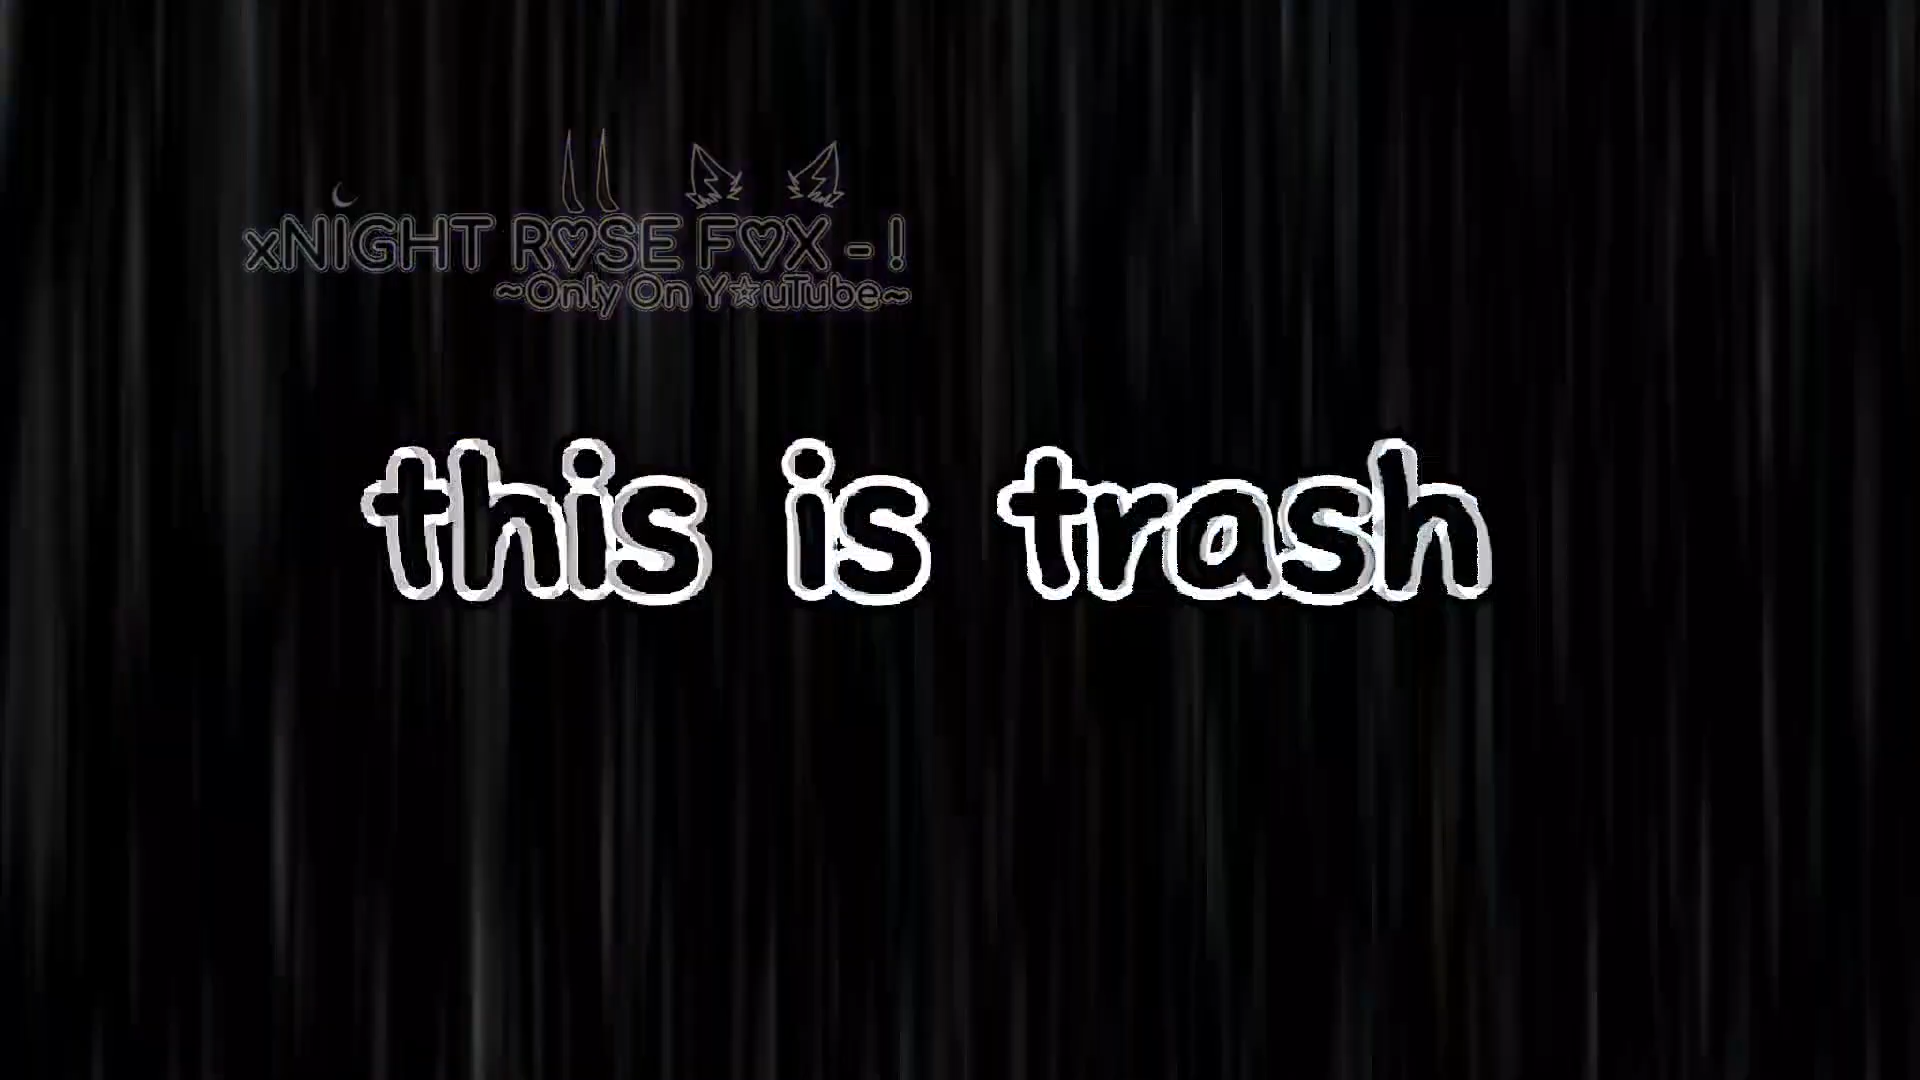 xNIGHT R♡SE F♡X - !
~Only On Y☆uTube~
this is trash